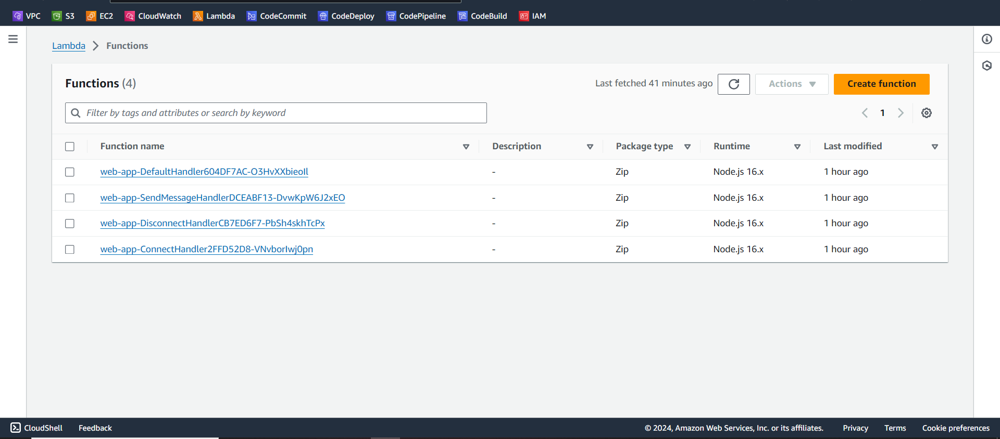 VPC S3 EC2 CloudWatch Lambda CodeCommit CodeDeploy CodePipeline CodeBuild IAM
Lambda Functions
Functions (4) Last fetched 41 minutes ago Actions Create function
Filter by tags and attributes or search by keyword 1
Function name Description Package type Runtime Last modified
web-app-DefaultHandler604DF7AC-O3HvXXbieoIl - Zip Node.js 16.x 1 hour ago
web-app-SendMessageHandlerDCEABF13-DvwKpW6J2xEO - Zip Node.js 16.x 1 hour ago
web-app-DisconnectHandlerCB7ED6F7-PbSh4skhTcPx - Zip Node.js 16.x 1 hour ago
web-app-ConnectHandler2FFD52D8-VNvborIwj0pn - Zip Node.js 16.x 1 hour ago
CloudShell Feedback © 2024, Amazon Web Services, Inc. or its affiliates. Privacy Terms Cookie preferences